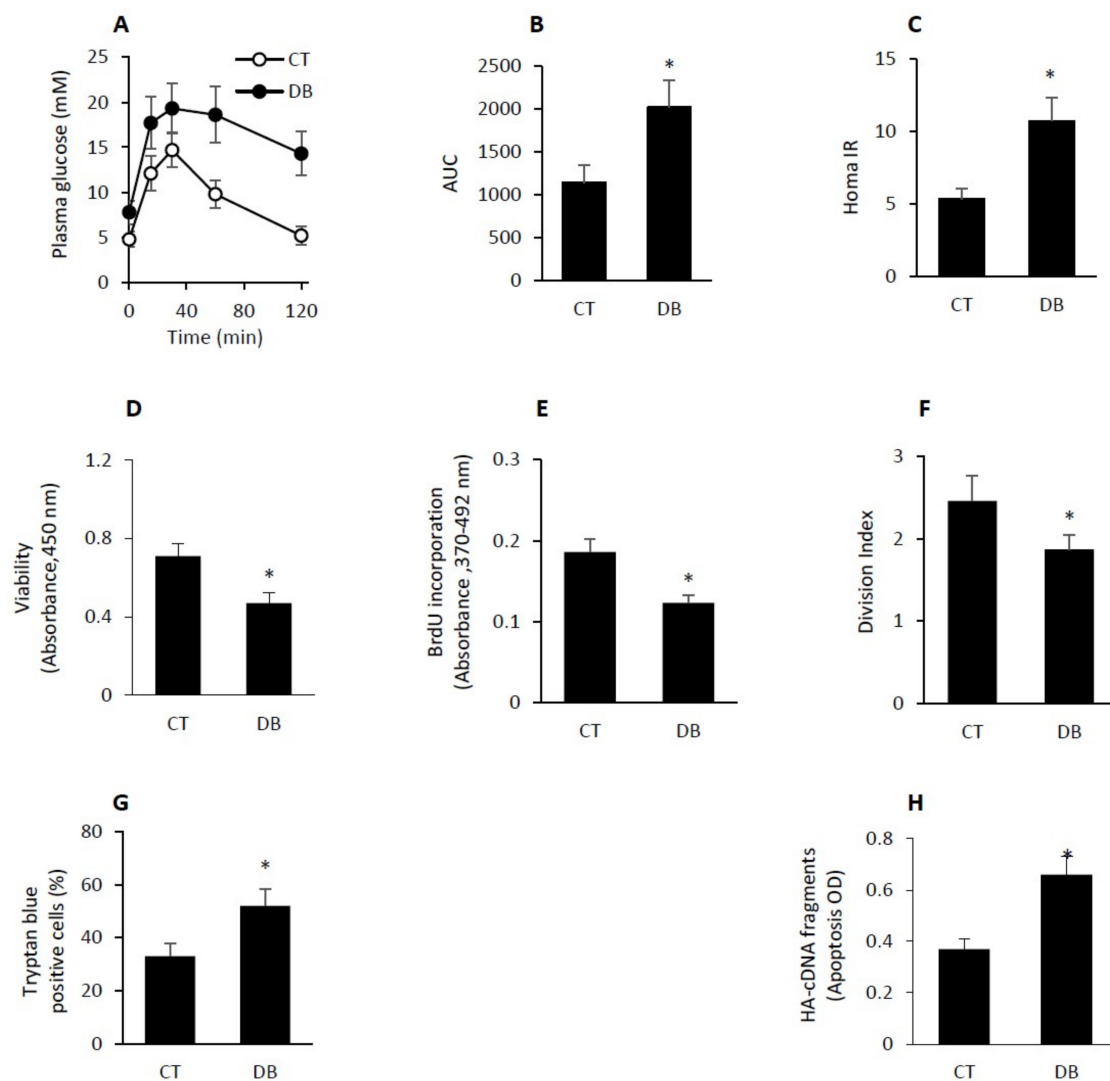 A
Plasma glucose (mM)
25
20
15
10
5
0
0 40 80 120
Time (min)
CT
DB
B
AUC
2500
2000
1500
1000
500
0
*
CT DB
C
Homa IR
15
10
5
0
*
CT DB
D
Viability
(Absorbance,450 nm)
1.2
0.8
0.4
0
*
CT DB
E
BrdU incorporation
(Absorbance ,370-492 nm)
0.3
0.2
0.1
0
*
CT DB
F
Division Index
3
2
1
0
*
CT DB
G
Tryptan blue
positive cells (%)
80
60
40
20
0
*
CT DB
H
HA-cDNA fragments
(Apoptosis OD)
0.8
0.6
0.4
0.2
0
*
CT DB